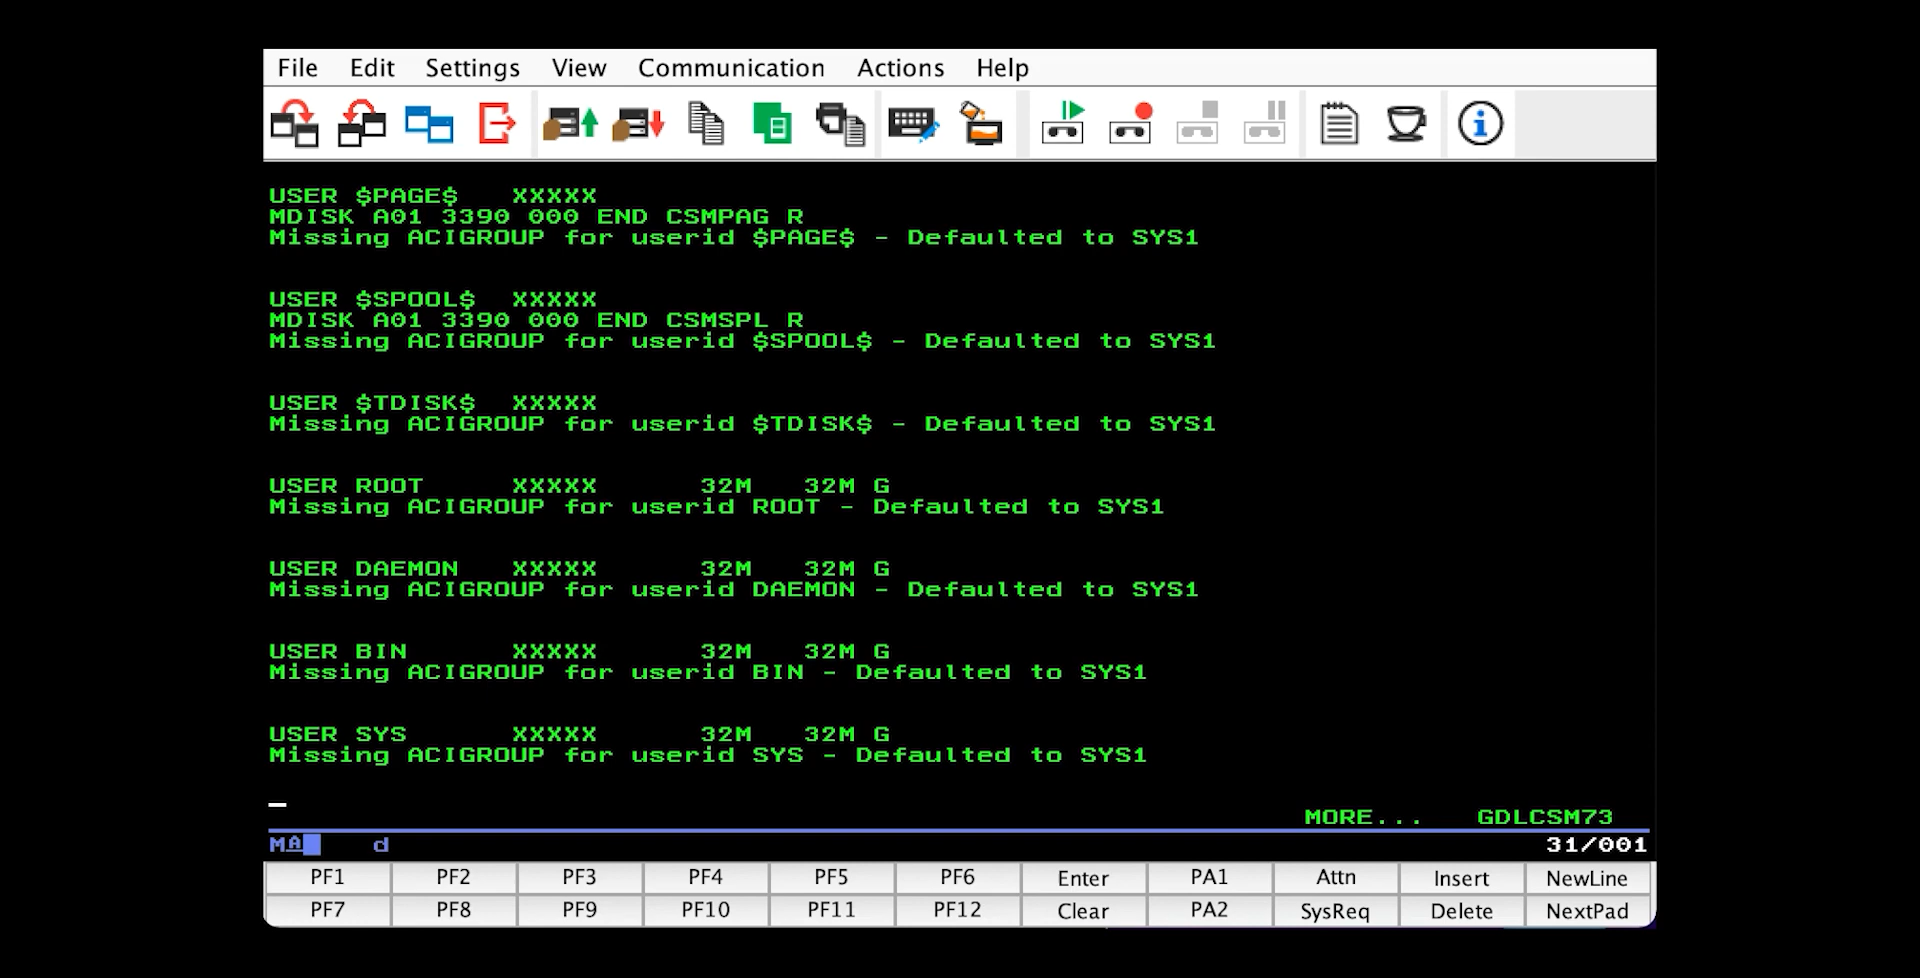 File Edit Settings View Communication Actions Help
USER $PAGE$ XXXXX
MDISK A01 3390 000 END CSMPAG R
Missing ACIGROUP for userid $PAGE$ - Defaulted to SYS1
USER $SPOOL$ XXXXX
MDISK A01 3390 000 END CSMSPL R
Missing ACIGROUP for userid $SPOOL$ - Defaulted to SYS1
USER $TDISK$ XXXXX
Missing ACIGROUP for userid $TDISK$ - Defaulted to SYS1
USER ROOT XXXXX 32M 32M G
Missing ACIGROUP for userid ROOT - Defaulted to SYS1
USER DAEMON XXXXX 32M 32M G
Missing ACIGROUP for userid DAEMON - Defaulted to SYS1
USER BIN XXXXX 32M 32M G
Missing ACIGROUP for userid BIN - Defaulted to SYS1
USER SYS XXXXX 32M 32M G
Missing ACIGROUP for userid SYS - Defaulted to SYS1
MORE... GDLCSM73
MA d 31/001
PF1 PF2 PF3 PF4 PF5 PF6 Enter PA1 Attn Insert NewLine
PF7 PF8 PF9 PF10 PF11 PF12 Clear PA2 SysReq Delete NextPad